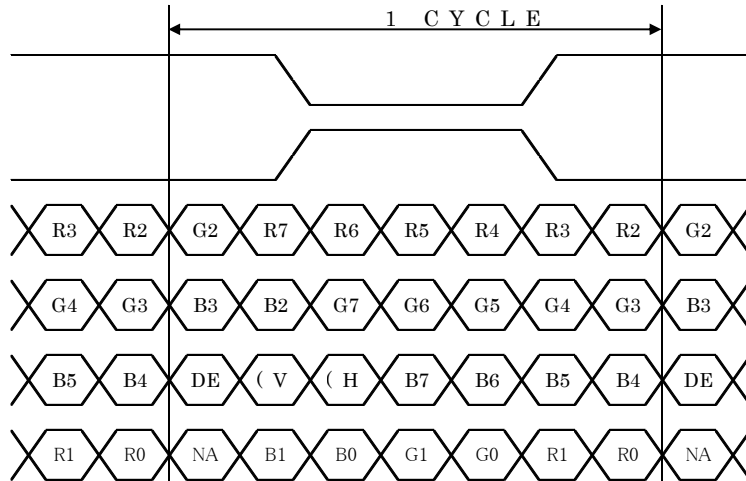 1 CYCLE
R3 R2 G2 R7 R6 R5 R4 R3 R2 G2
G4 G3 B3 B2 G7 G6 G5 G4 G3 B3
B5 B4 DE (V (H B7 B6 B5 B4 DE
R1 R0 NA B1 B0 G1 G0 R1 R0 NA